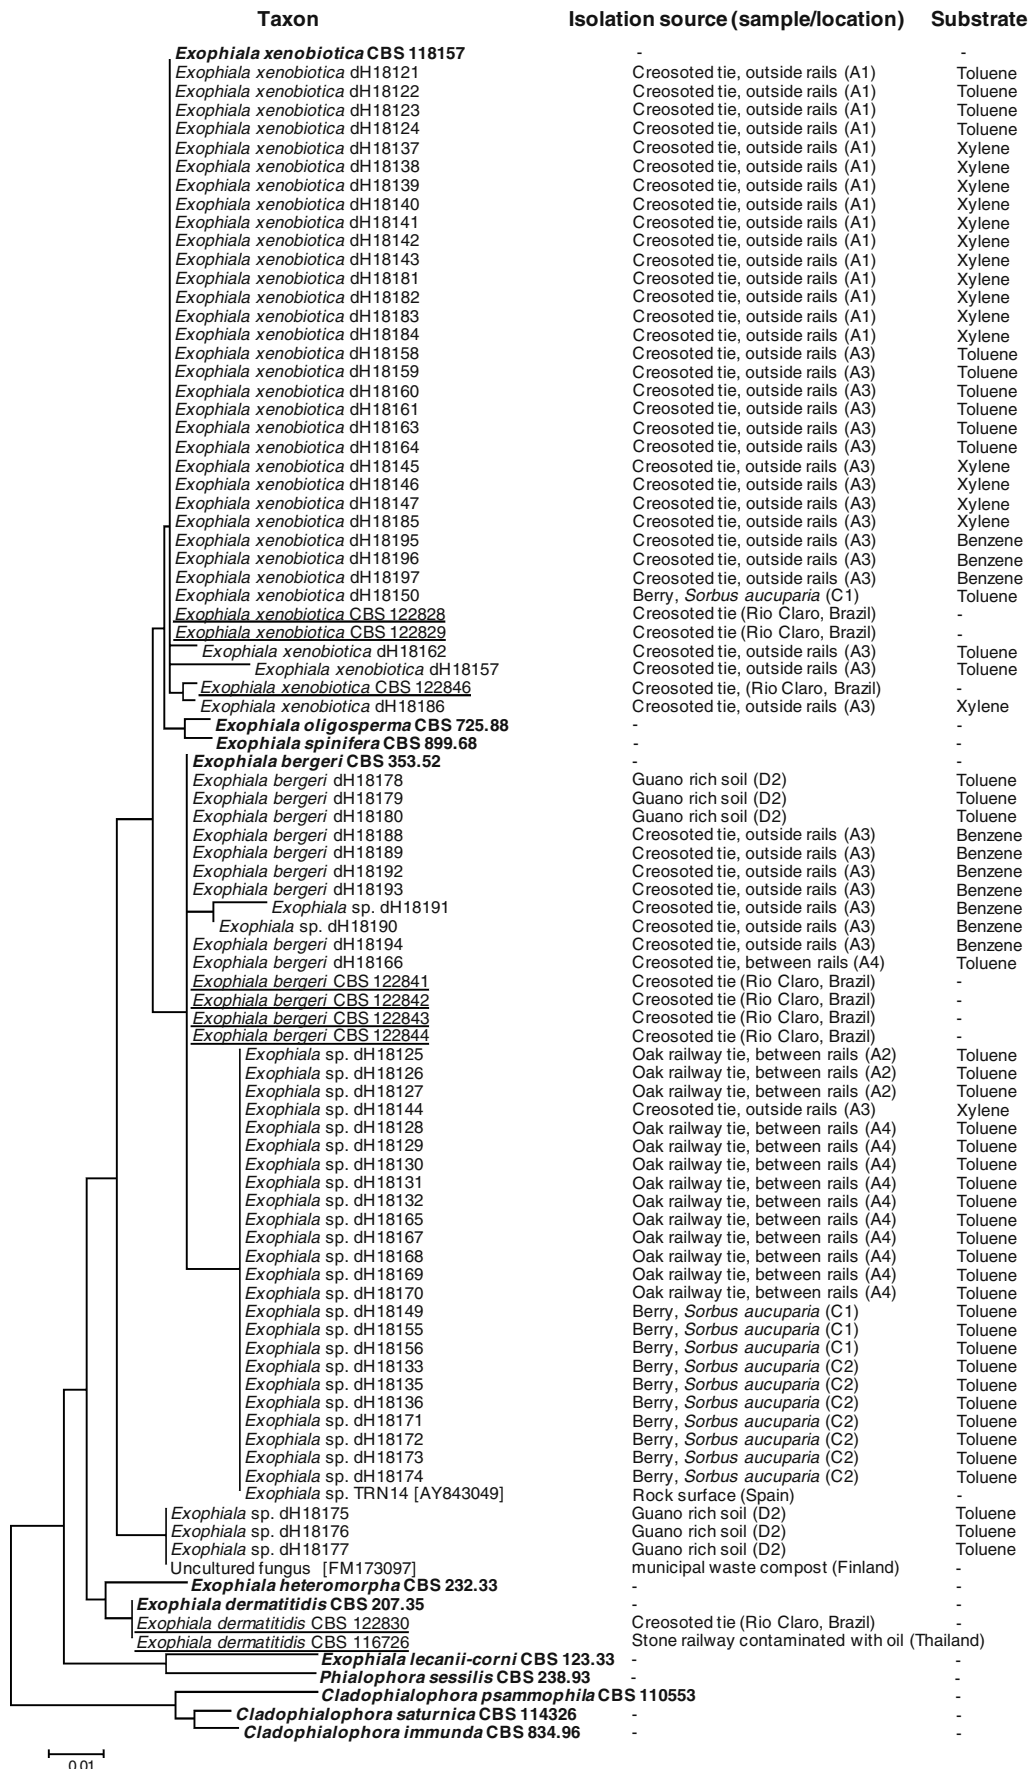 Taxon Isolation source (sample/location) Substrate
Exophiala xenobiotica CBS 118157 - -
Exophiala xenobiotica dH18121 Creosoted tie, outside rails (A1) Toluene
Exophiala xenobiotica dH18122 Creosoted tie, outside rails (A1) Toluene
Exophiala xenobiotica dH18123 Creosoted tie, outside rails (A1) Toluene
Exophiala xenobiotica dH18124 Creosoted tie, outside rails (A1) Toluene
Exophiala xenobiotica dH18137 Creosoted tie, outside rails (A1) Xylene
Exophiala xenobiotica dH18138 Creosoted tie, outside rails (A1) Xylene
Exophiala xenobiotica dH18139 Creosoted tie, outside rails (A1) Xylene
Exophiala xenobiotica dH18140 Creosoted tie, outside rails (A1) Xylene
Exophiala xenobiotica dH18141 Creosoted tie, outside rails (A1) Xylene
Exophiala xenobiotica dH18142 Creosoted tie, outside rails (A1) Xylene
Exophiala xenobiotica dH18143 Creosoted tie, outside rails (A1) Xylene
Exophiala xenobiotica dH18181 Creosoted tie, outside rails (A1) Xylene
Exophiala xenobiotica dH18182 Creosoted tie, outside rails (A1) Xylene
Exophiala xenobiotica dH18183 Creosoted tie, outside rails (A1) Xylene
Exophiala xenobiotica dH18184 Creosoted tie, outside rails (A1) Xylene
Exophiala xenobiotica dH18158 Creosoted tie, outside rails (A3) Toluene
Exophiala xenobiotica dH18159 Creosoted tie, outside rails (A3) Toluene
Exophiala xenobiotica dH18160 Creosoted tie, outside rails (A3) Toluene
Exophiala xenobiotica dH18161 Creosoted tie, outside rails (A3) Toluene
Exophiala xenobiotica dH18163 Creosoted tie, outside rails (A3) Toluene
Exophiala xenobiotica dH18164 Creosoted tie, outside rails (A3) Toluene
Exophiala xenobiotica dH18145 Creosoted tie, outside rails (A3) Xylene
Exophiala xenobiotica dH18146 Creosoted tie, outside rails (A3) Xylene
Exophiala xenobiotica dH18147 Creosoted tie, outside rails (A3) Xylene
Exophiala xenobiotica dH18185 Creosoted tie, outside rails (A3) Xylene
Exophiala xenobiotica dH18195 Creosoted tie, outside rails (A3) Benzene
Exophiala xenobiotica dH18196 Creosoted tie, outside rails (A3) Benzene
Exophiala xenobiotica dH18197 Creosoted tie, outside rails (A3) Benzene
Exophiala xenobiotica dH18150 Berry, Sorbus aucuparia (C1) Toluene
Exophiala xenobiotica CBS 122828 Creosoted tie (Rio Claro, Brazil) -
Exophiala xenobiotica CBS 122829 Creosoted tie (Rio Claro, Brazil) -
Exophiala xenobiotica dH18162 Creosoted tie, outside rails (A3) Toluene
Exophiala xenobiotica dH18157 Creosoted tie, outside rails (A3) Toluene
Exophiala xenobiotica CBS 122846 Creosoted tie, (Rio Claro, Brazil) -
Exophiala xenobiotica dH18186 Creosoted tie, outside rails (A3) Xylene
Exophiala oligosperma CBS 725.88 - -
Exophiala spinifera CBS 899.68 - -
Exophiala bergeri CBS 353.52 - -
Exophiala bergeri dH18178 Guano rich soil (D2) Toluene
Exophiala bergeri dH18179 Guano rich soil (D2) Toluene
Exophiala bergeri dH18180 Guano rich soil (D2) Toluene
Exophiala bergeri dH18188 Creosoted tie, outside rails (A3) Benzene
Exophiala bergeri dH18189 Creosoted tie, outside rails (A3) Benzene
Exophiala bergeri dH18192 Creosoted tie, outside rails (A3) Benzene
Exophiala bergeri dH18193 Creosoted tie, outside rails (A3) Benzene
Exophiala sp. dH18191 Creosoted tie, outside rails (A3) Benzene
Exophiala sp. dH18190 Creosoted tie, outside rails (A3) Benzene
Exophiala bergeri dH18194 Creosoted tie, outside rails (A3) Benzene
Exophiala bergeri dH18166 Creosoted tie, between rails (A4) Toluene
Exophiala bergeri CBS 122841 Creosoted tie (Rio Claro, Brazil) -
Exophiala bergeri CBS 122842 Creosoted tie (Rio Claro, Brazil) -
Exophiala bergeri CBS 122843 Creosoted tie (Rio Claro, Brazil) -
Exophiala bergeri CBS 122844 Creosoted tie (Rio Claro, Brazil) -
Exophiala sp. dH18125 Oak railway tie, between rails (A2) Toluene
Exophiala sp. dH18126 Oak railway tie, between rails (A2) Toluene
Exophiala sp. dH18127 Oak railway tie, between rails (A2) Toluene
Exophiala sp. dH18144 Creosoted tie, outside rails (A3) Xylene
Exophiala sp. dH18128 Oak railway tie, between rails (A4) Toluene
Exophiala sp. dH18129 Oak railway tie, between rails (A4) Toluene
Exophiala sp. dH18130 Oak railway tie, between rails (A4) Toluene
Exophiala sp. dH18131 Oak railway tie, between rails (A4) Toluene
Exophiala sp. dH18132 Oak railway tie, between rails (A4) Toluene
Exophiala sp. dH18165 Oak railway tie, between rails (A4) Toluene
Exophiala sp. dH18167 Oak railway tie, between rails (A4) Toluene
Exophiala sp. dH18168 Oak railway tie, between rails (A4) Toluene
Exophiala sp. dH18169 Oak railway tie, between rails (A4) Toluene
Exophiala sp. dH18170 Oak railway tie, between rails (A4) Toluene
Exophiala sp. dH18149 Berry, Sorbus aucuparia (C1) Toluene
Exophiala sp. dH18155 Berry, Sorbus aucuparia (C1) Toluene
Exophiala sp. dH18156 Berry, Sorbus aucuparia (C1) Toluene
Exophiala sp. dH18133 Berry, Sorbus aucuparia (C2) Toluene
Exophiala sp. dH18135 Berry, Sorbus aucuparia (C2) Toluene
Exophiala sp. dH18136 Berry, Sorbus aucuparia (C2) Toluene
Exophiala sp. dH18171 Berry, Sorbus aucuparia (C2) Toluene
Exophiala sp. dH18172 Berry, Sorbus aucuparia (C2) Toluene
Exophiala sp. dH18173 Berry, Sorbus aucuparia (C2) Toluene
Exophiala sp. dH18174 Berry, Sorbus aucuparia (C2) Toluene
Exophiala sp. TRN14 [AY843049] Rock surface (Spain) -
Exophiala sp. dH18175 Guano rich soil (D2) Toluene
Exophiala sp. dH18176 Guano rich soil (D2) Toluene
Exophiala sp. dH18177 Guano rich soil (D2) Toluene
Uncultured fungus [FM173097] municipal waste compost (Finland) -
Exophiala heteromorpha CBS 232.33 - -
Exophiala dermatitidis CBS 207.35 - -
Exophiala dermatitidis CBS 122830 Creosoted tie (Rio Claro, Brazil) -
Exophiala dermatitidis CBS 116726 Stone railway contaminated with oil (Thailand)
Exophiala lecanii-corni CBS 123.33 - -
Phialophora sessilis CBS 238.93 - -
Cladophialophora psammophila CBS 110553 -
Cladophialophora saturnica CBS 114326 - -
Cladophialophora immunda CBS 834.96 - -
0.01